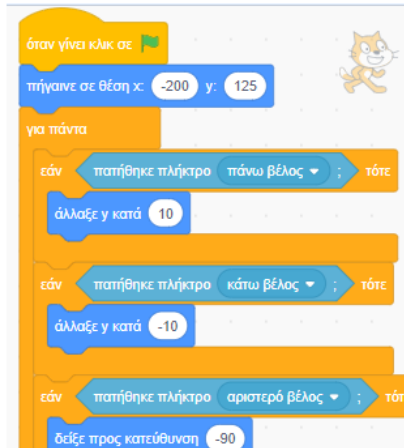 όταν γίνει κλικ σε
πήγαινε σε θέση x: -200 y: 125
για πάντα
εάν πατήθηκε πλήκτρο πάνω βέλος ; τότε
άλλαξε y κατά 10
εάν πατήθηκε πλήκτρο κάτω βέλος ; τότε
άλλαξε y κατά -10
εάν πατήθηκε πλήκτρο αριστερό βέλος ;
δείξε προς κατεύθυνση -90